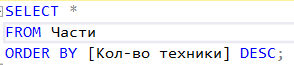 SELECT *
FROM Части
ORDER BY [Кол-во техники] DESC;